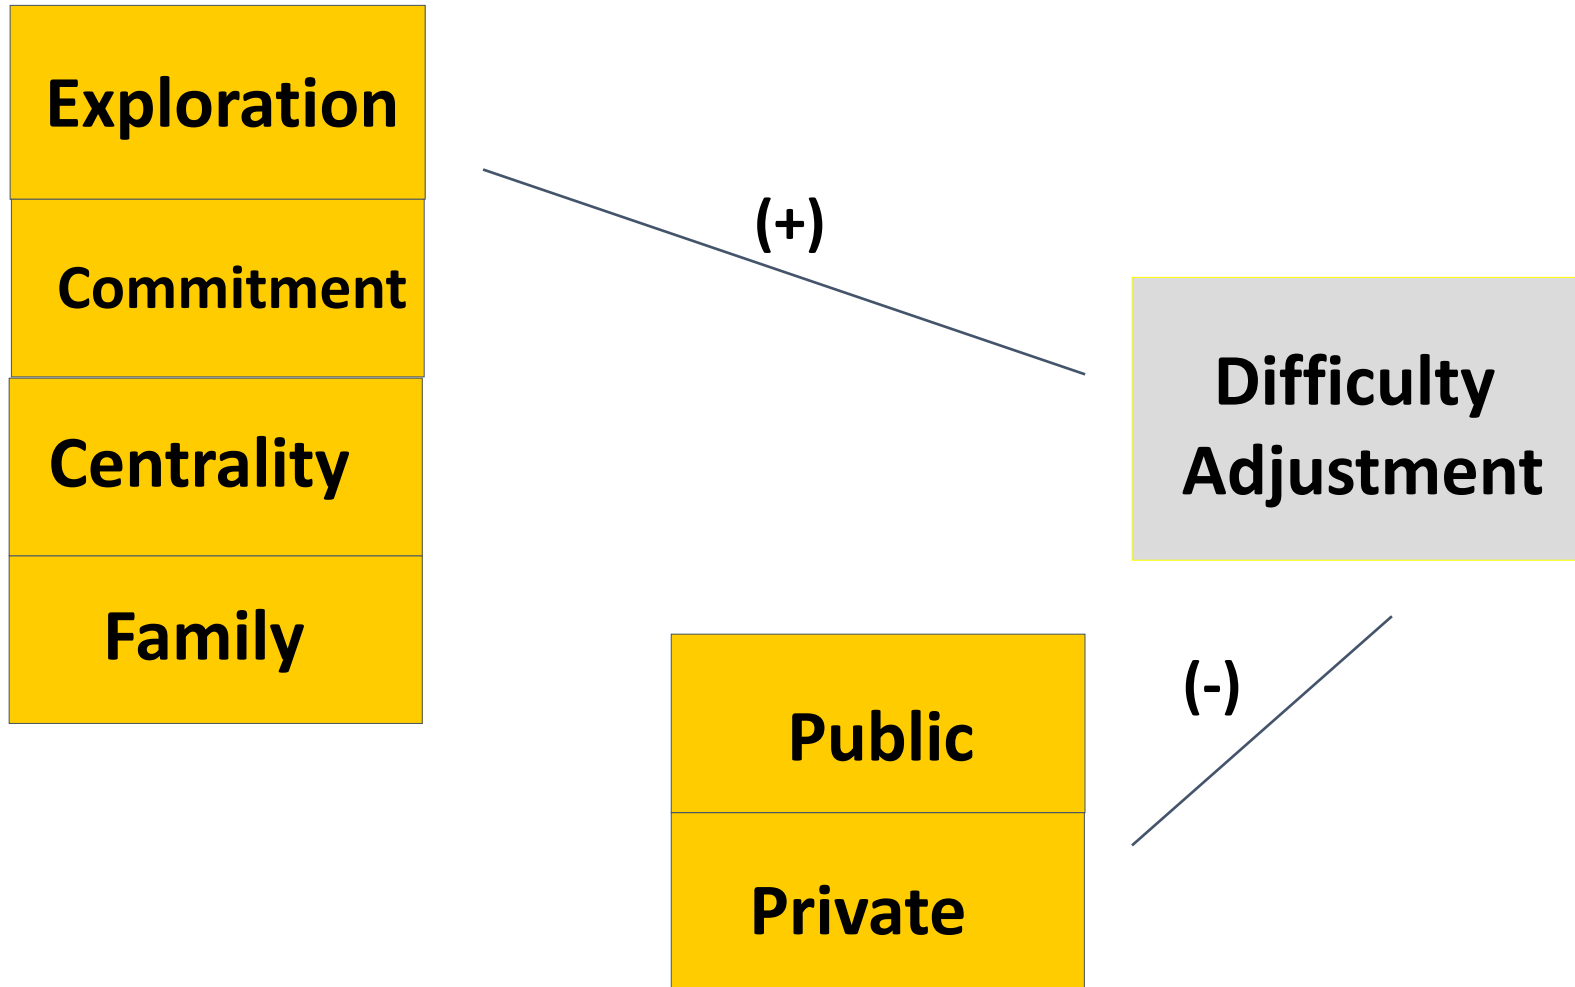 Exploration
(+)
Commitment
Difficulty
Adjustment
Centrality
Family
(-)
Public
Private